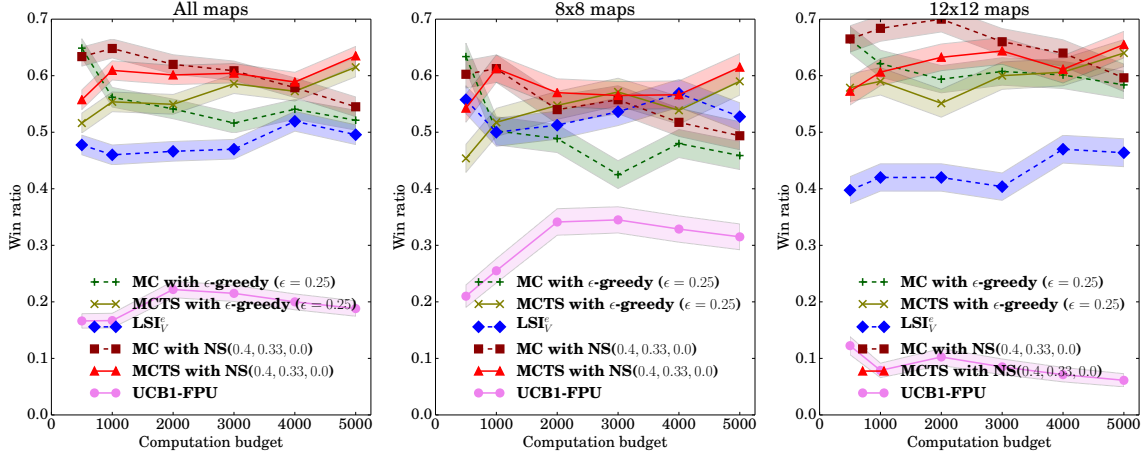 All maps
0.7
0.6
0.5
0.4
0.3
0.2
0.1
0.0
Win ratio
MC with ϵ-greedy (ϵ = 0.25)
MCTS with ϵ-greedy (ϵ = 0.25)
LSI^e_V
MC with NS(0.4, 0.33, 0.0)
MCTS with NS(0.4, 0.33, 0.0)
UCB1-FPU
0 1000 2000 3000 4000 5000
Computation budget
8x8 maps
0.7
0.6
0.5
0.4
0.3
0.2
0.1
0.0
Win ratio
MC with ϵ-greedy (ϵ = 0.25)
MCTS with ϵ-greedy (ϵ = 0.25)
LSI^e_V
MC with NS(0.4, 0.33, 0.0)
MCTS with NS(0.4, 0.33, 0.0)
UCB1-FPU
0 1000 2000 3000 4000 5000
Computation budget
12x12 maps
0.7
0.6
0.5
0.4
0.3
0.2
0.1
0.0
Win ratio
MC with ϵ-greedy (ϵ = 0.25)
MCTS with ϵ-greedy (ϵ = 0.25)
LSI^e_V
MC with NS(0.4, 0.33, 0.0)
MCTS with NS(0.4, 0.33, 0.0)
UCB1-FPU
0 1000 2000 3000 4000 5000
Computation budget